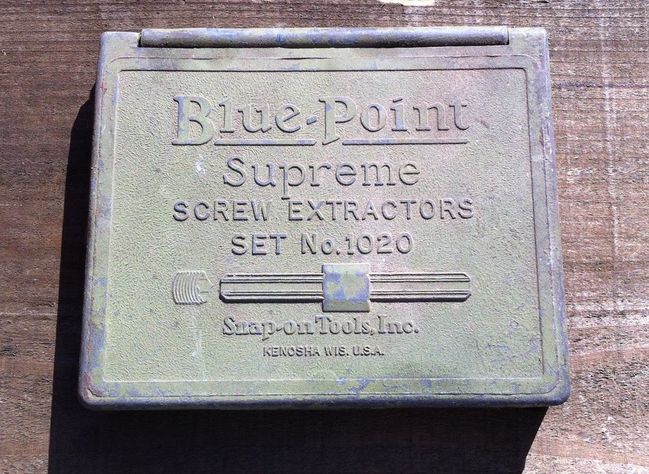 Blue-Point
Supreme
SCREW EXTRACTORS
SET No. 1020
Snap-on Tools, Inc.
KENOSHA WIS. U.S.A.